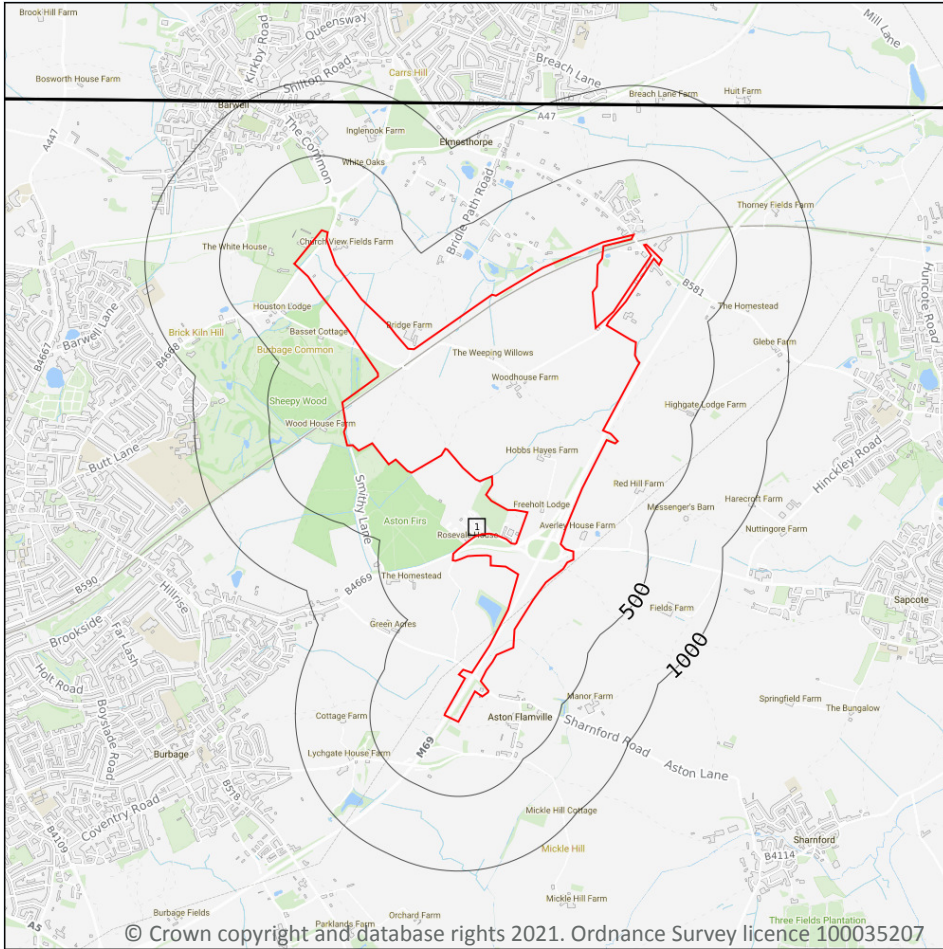 Brook Hill Farm
Queensway
Mill Lane
Kirkby Road
Shilton Road
Breach Lane
Carrs Hill
Bosworth House Farm
Breach Lane Farm
Huit Farm
Barwell
A47
A447
The Common
Inglenook Farm
Elmesthorpe
White Oaks
Bridle Path Road
Thorney Fields Farm
The White House
Church View Fields Farm
Huncote Road
B581
Houston Lodge
The Homestead
Barwell Lane
B4667
Brick Kiln Hill
Basset Cottage
Bridge Farm
B4668
Burbage Common
The Weeping Willows
Glebe Farm
Woodhouse Farm
Sheepy Wood
Highgate Lodge Farm
Wood House Farm
Butt Lane
Hobbs Hayes Farm
Hinckley Road
Smithy Lane
Red Hill Farm
Freeholt Lodge
Messenger's Barn
Harecroft Farm
Aston Firs
1
Averley House Farm
Nuttingore Farm
Rosevale House
B590
The Homestead
B4669
Hillrise
500
Fields Farm
Sapcote
Brookside
Far Lash
Green Acres
1000
Holt Road
Boyslade Road
Manor Farm
Springfield Farm
The Bungalow
Cottage Farm
Aston Flamville
Sharnford Road
M69
Burbage
Lychgate House Farm
Aston Lane
B578
Coventry Road
B4109
Mickle Hill Cottage
Sharnford
Mickle Hill
B4114
Mickle Hill Farm
Burbage Fields
Orchard Farm
Parklands Farm
Three Fields Plantation
A5
© Crown copyright and database rights 2021. Ordnance Survey licence 100035207